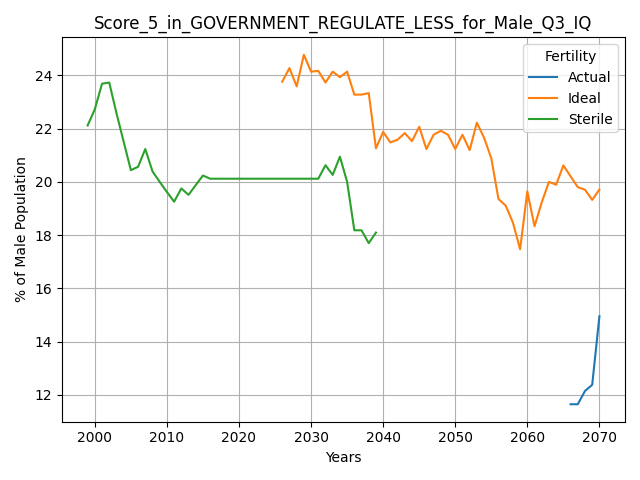 Score_5_in_GOVERNMENT_REGULATE_LESS_for_Male_Q3_IQ
Fertility
Actual
Ideal
Sterile
% of Male Population
24
22
20
18
16
14
12
2000 2010 2020 2030 2040 2050 2060 2070
Years